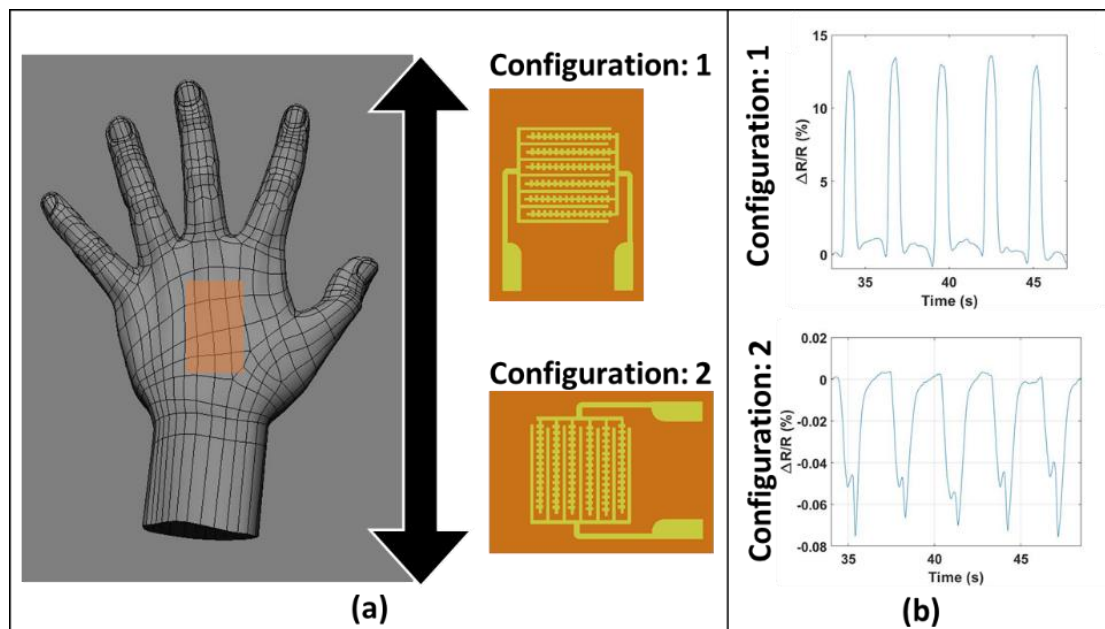 Configuration: 1
Configuration: 2
(a)
Configuration: 1
15
10
5
0
ΔR/R (%)
35
40
45
Time (s)
Configuration: 2
0.02
0
-0.02
-0.04
-0.06
-0.08
ΔR/R (%)
35
40
45
Time (s)
(b)